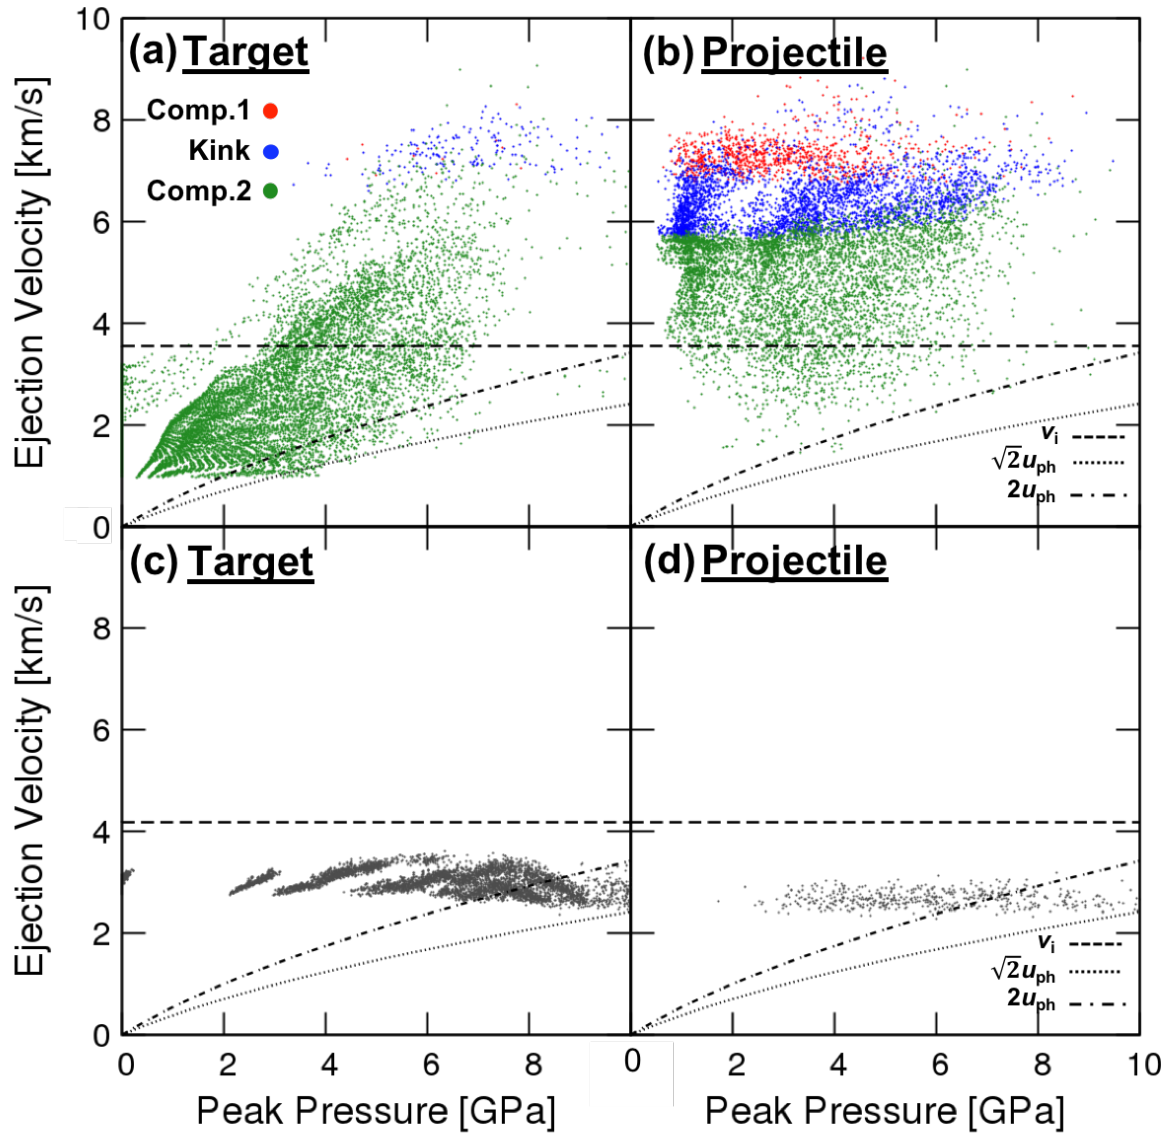 10
8
6
4
2
0
Ejection Velocity [km/s]
(a) Target
Comp.1
Kink
Comp.2
(b) Projectile
vi
√2uph
2uph
8
6
4
2
0
Ejection Velocity [km/s]
(c) Target
(d) Projectile
vi
√2uph
2uph
0 2 4 6 8
0 2 4 6 8 10
Peak Pressure [GPa]
Peak Pressure [GPa]